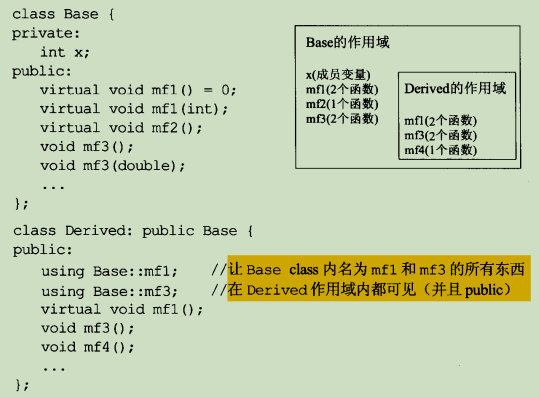 class Base {
private:
int x;
public:
virtual void mf1() = 0;
virtual void mf1(int);
virtual void mf2();
void mf3();
void mf3(double);
...
};
Base的作用域
x(成员变量)
mf1(2个函数)
mf2(1个函数)
mf3(2个函数)
Derived的作用域
mf1(2个函数)
mf3(2个函数)
mf4(1个函数)
class Derived: public Base {
public:
using Base::mf1; //让 Base class 内名为 mf1 和 mf3 的所有东西
using Base::mf3; //在 Derived 作用域内都可见（并且 public）
virtual void mf1();
void mf3();
void mf4();
...
};